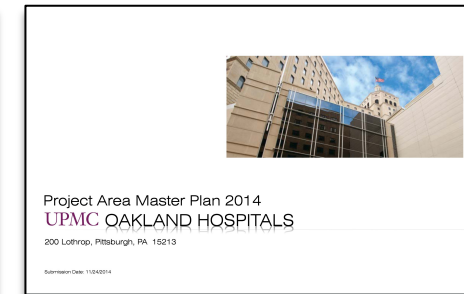 Project Area Master Plan 2014
UPMC OAKLAND HOSPITALS
200 Lothrop, Pittsburgh, PA 15213
Submission Date: 11/24/2014